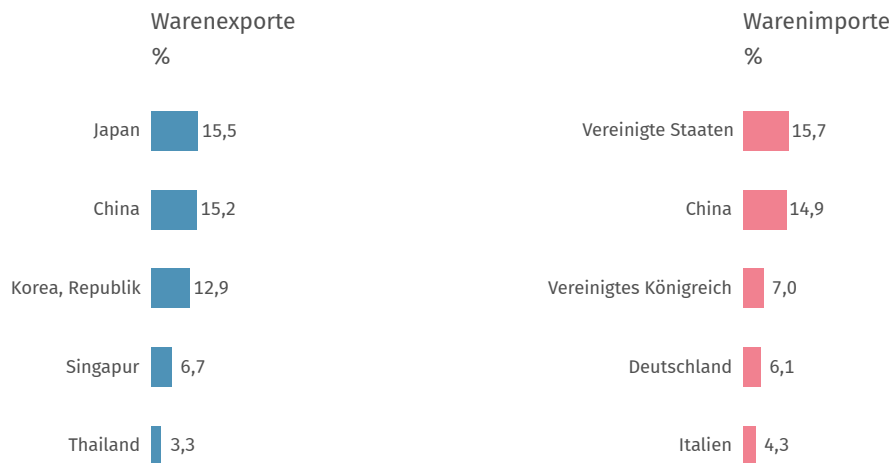 Warenexporte
%
Japan 15,5
China 15,2
Korea, Republik 12,9
Singapur 6,7
Thailand 3,3
Warenimporte
%
Vereinigte Staaten 15,7
China 14,9
Vereinigtes Königreich 7,0
Deutschland 6,1
Italien 4,3